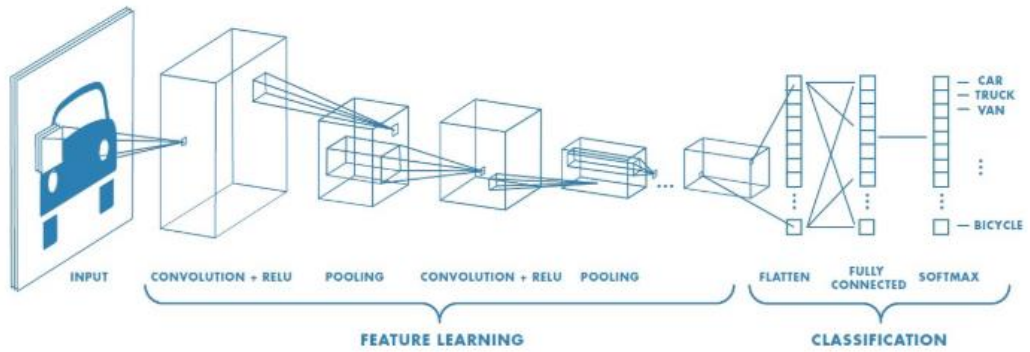 CAR
TRUCK
VAN
BICYCLE
INPUT
CONVOLUTION + RELU
POOLING
CONVOLUTION + RELU
POOLING
FLATTEN
FULLY
CONNECTED
SOFTMAX
FEATURE LEARNING
CLASSIFICATION